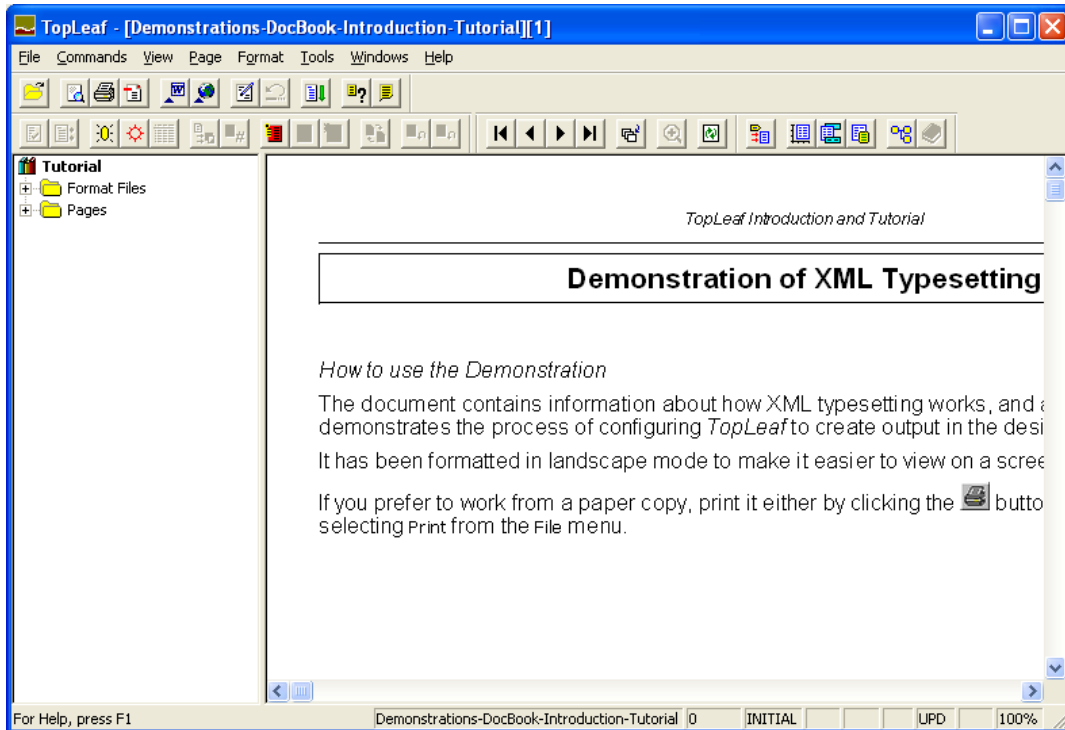 TopLeaf - [Demonstrations-DocBook-Introduction-Tutorial][1]
File Commands View Page Format Tools Windows Help
Tutorial
Format Files
Pages
TopLeaf Introduction and Tutorial
Demonstration of XML Typesetting
How to use the Demonstration
The document contains information about how XML typesetting works, and
demonstrates the process of configuring TopLeaf to create output in the desi
It has been formatted in landscape mode to make it easier to view on a scree
If you prefer to work from a paper copy, print it either by clicking the butto
selecting Print from the File menu.
For Help, press F1 Demonstrations-DocBook-Introduction-Tutorial 0 INITIAL UPD 100%